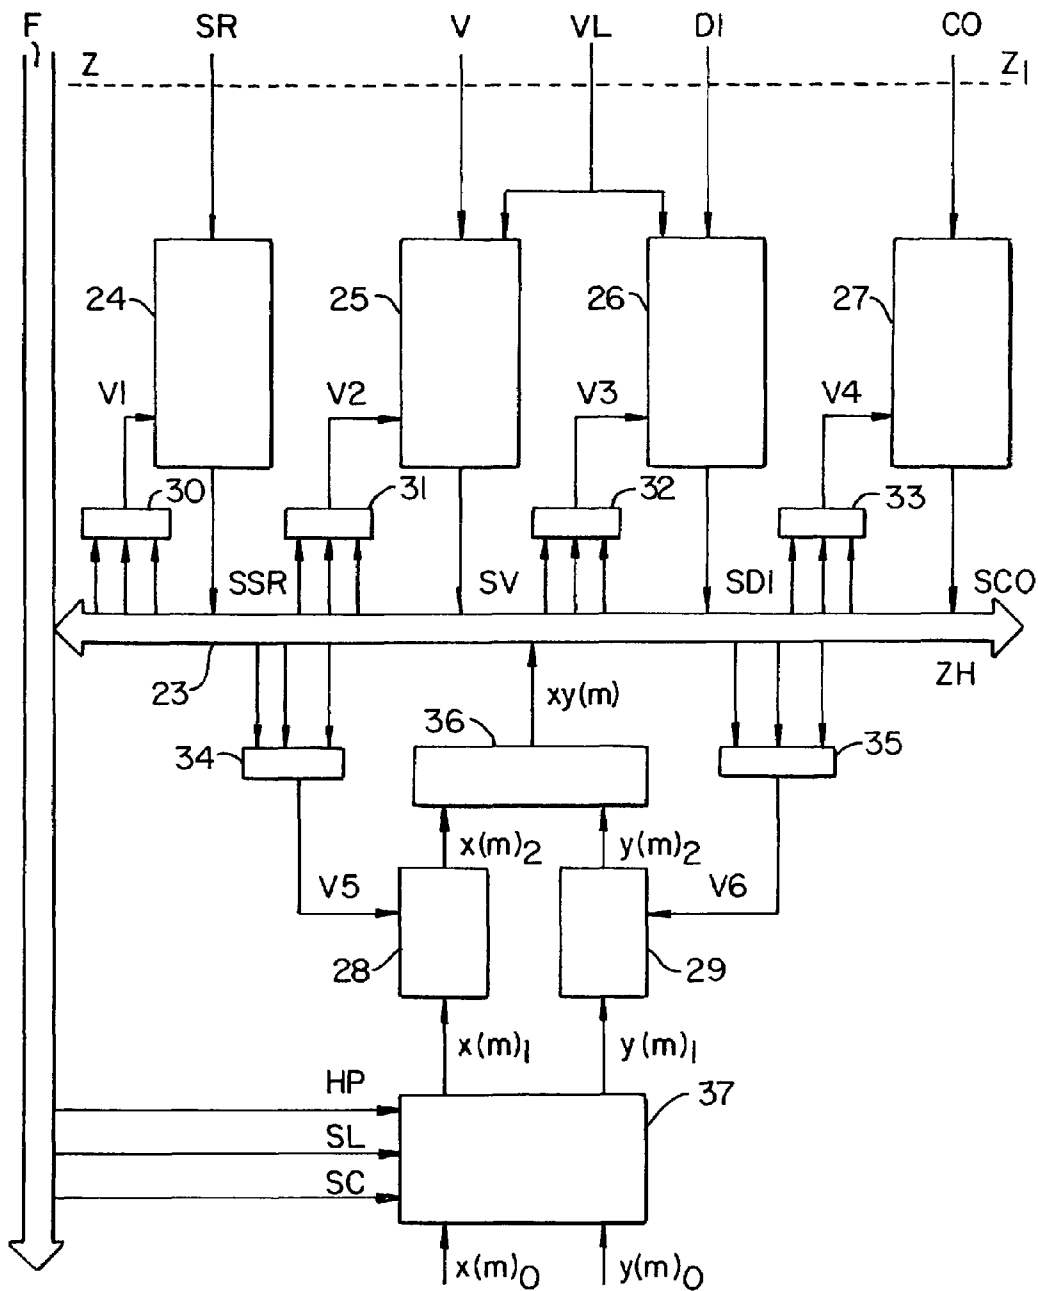 F SR V VL DI CO
Z Z1
24 25 26 27
V1 V2 V3 V4
30 31 32 33
SSR SV SDI SCO
23 xy(m) ZH
34 36 35
x(m)2 y(m)2
V5 V6
28 29
x(m)1 y(m)1
HP 37
SL
SC
x(m)0 y(m)0